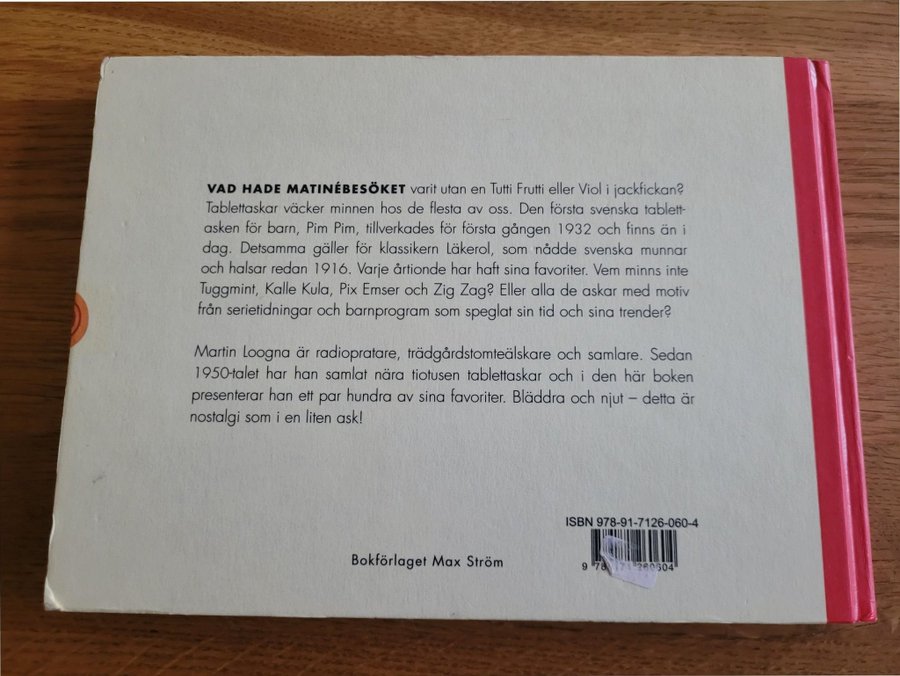 VAD HADE MATINÉBESÖKET varit utan en Tutti Frutti eller Viol i jackfickan?
Tablettaskar väcker minnen hos de flesta av oss. Den första svenska tablett-
asken för barn, Pim Pim, tillverkades för första gången 1932 och finns än i
dag. Detsamma gäller för klassikern Läkerol, som nådde svenska munnar
och halsar redan 1916. Varje årtionde har haft sina favoriter. Vem minns inte
Tuggmint, Kalle Kula, Pix Emser och Zig Zag? Eller alla de askar med motiv
från serietidningar och barnprogram som speglat sin tid och sina trender?
Martin Loogna är radiopratare, trädgårdstomteälskare och samlare. Sedan
1950-talet har han samlat nära tiotusen tablettaskar och i den här boken
presenterar han ett par hundra av sina favoriter. Bläddra och njut – detta är
nostalgi som i en liten ask!
ISBN 978-91-7126-060-4
Bokförlaget Max Ström